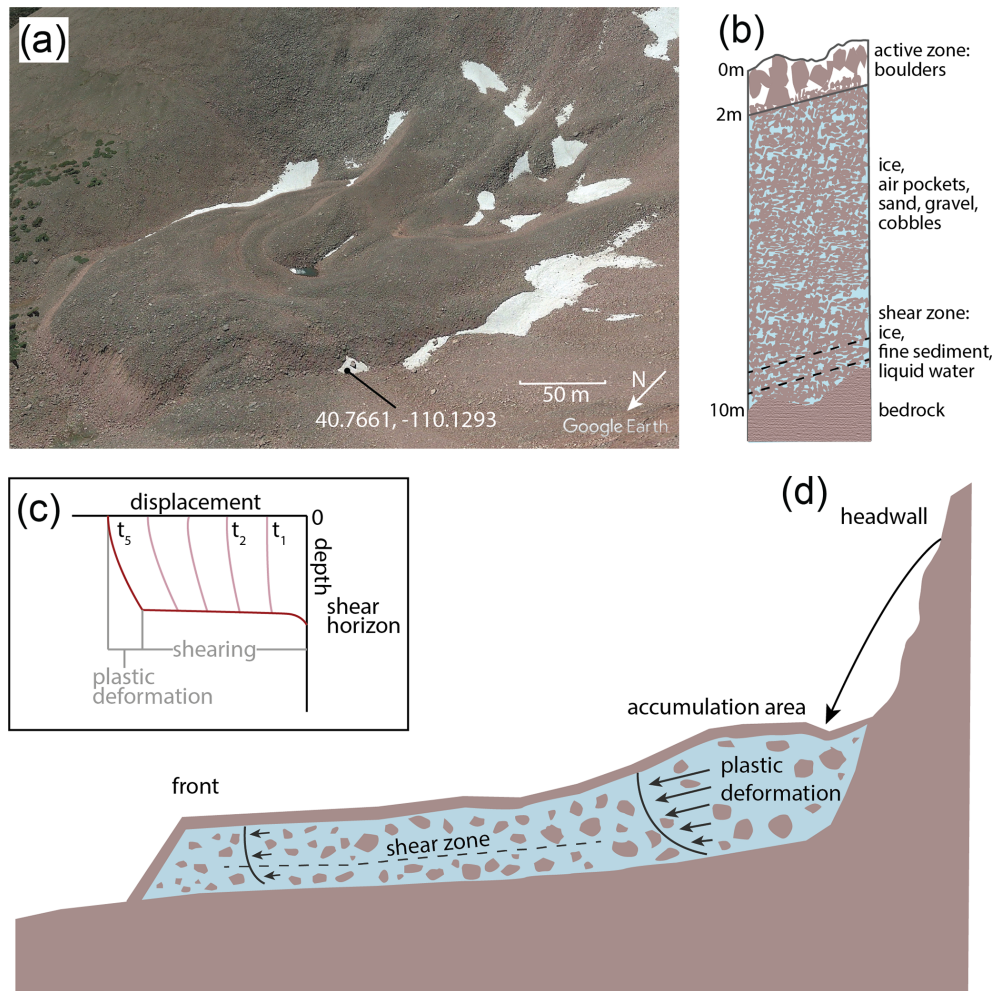 (a)
50 m
N
40.7661, -110.1293
Google Earth
(b)
0m
active zone:
boulders
2m
ice,
air pockets,
sand, gravel,
cobbles
shear zone:
ice,
fine sediment,
liquid water
10m
bedrock
(c)
displacement
0
t5
t2
t1
depth
shear
horizon
shearing
plastic
deformation
(d)
headwall
accumulation area
plastic
deformation
front
shear zone